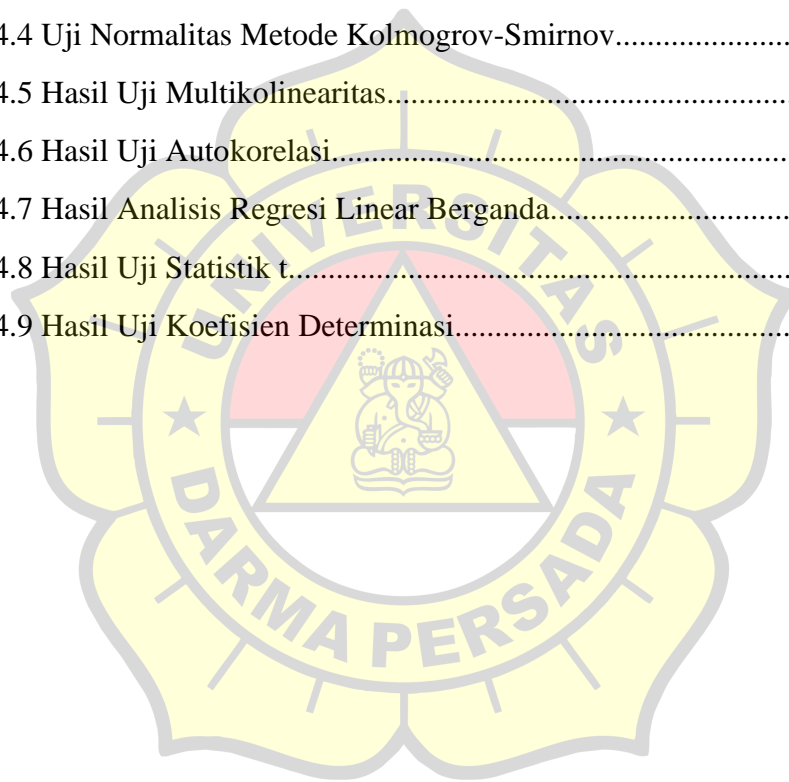 4.4 Uji Normalitas Metode Kolmogrov-Smirnov....................
4.5 Hasil Uji Multikolinearitas.................................................
4.6 Hasil Uji Autokorelasi........................................................
4.7 Hasil Analisis Regresi Linear Berganda.............................
4.8 Hasil Uji Statistik t.............................................................
4.9 Hasil Uji Koefisien Determinasi.........................................
UNIVERSITAS
DARMA PERSADA